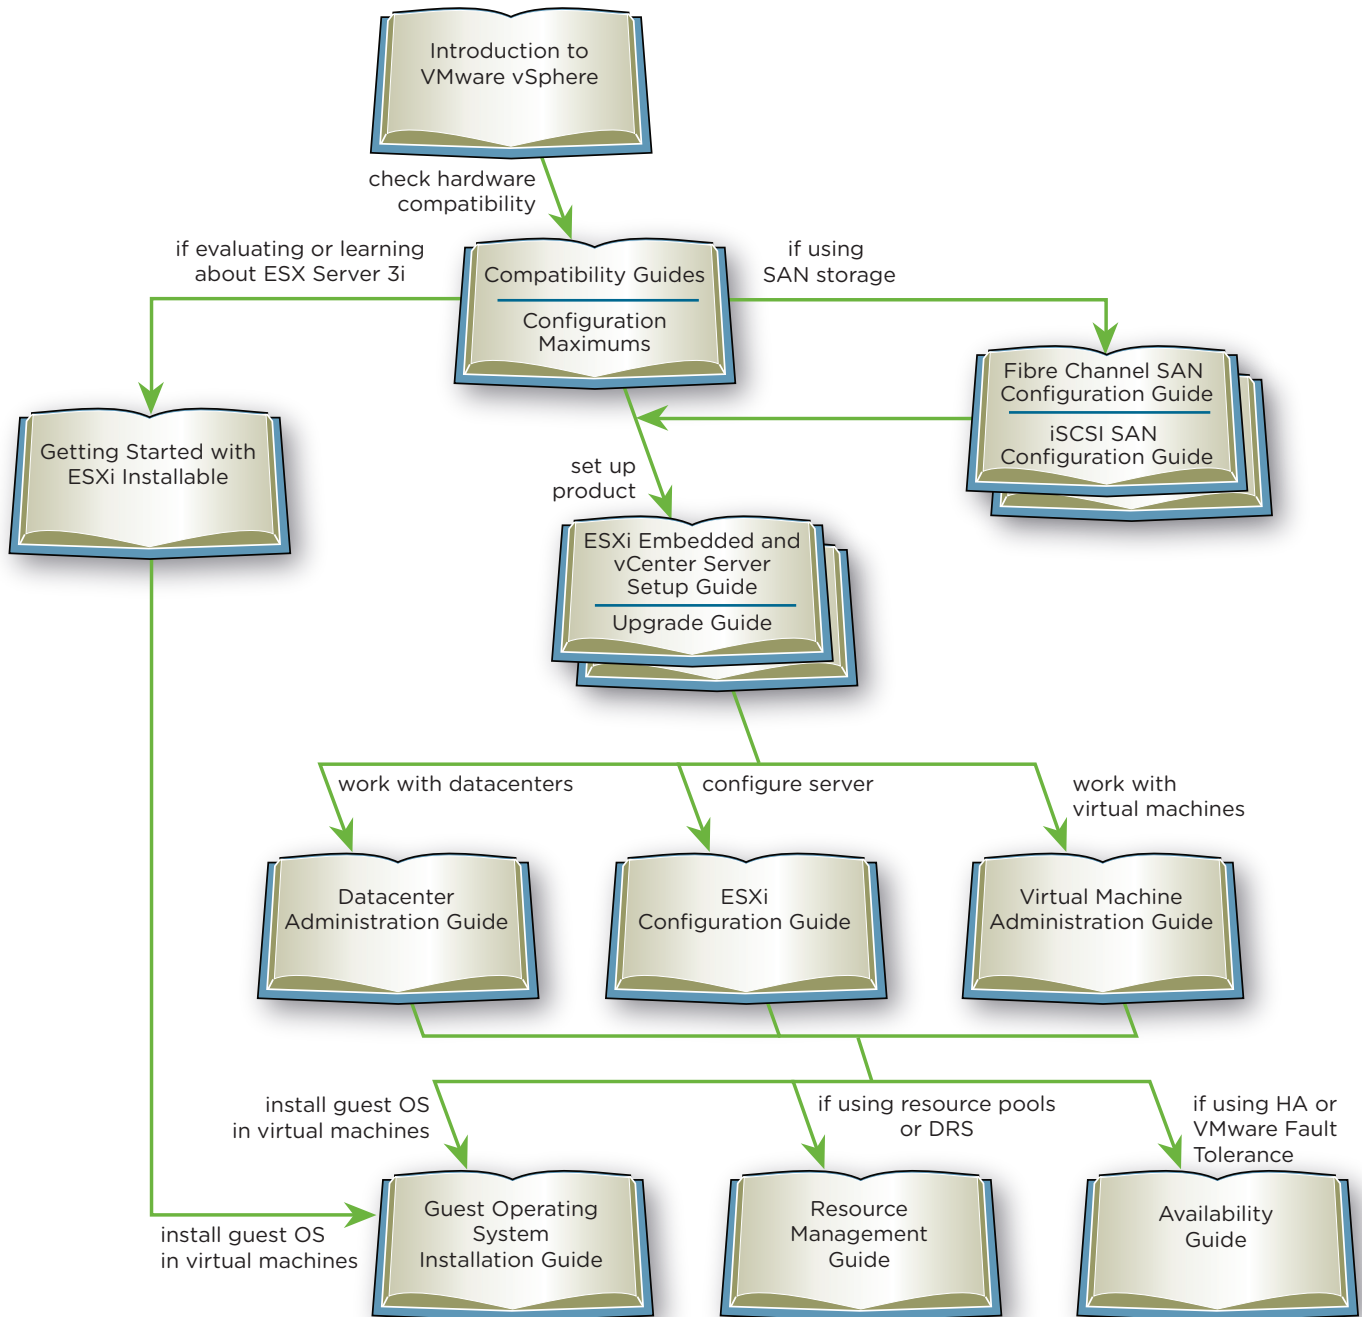 Introduction to
VMware vSphere
check hardware
compatibility
if evaluating or learning
about ESX Server 3i
if using
SAN storage
Compatibility Guides
Configuration
Maximums
Fibre Channel SAN
Configuration Guide
iSCSI SAN
Configuration Guide
Getting Started with
ESXi Installable
set up
product
ESXi Embedded and
vCenter Server
Setup Guide
Upgrade Guide
work with datacenters
configure server
work with
virtual machines
Datacenter
Administration Guide
ESXi
Configuration Guide
Virtual Machine
Administration Guide
install guest OS
in virtual machines
if using resource pools
or DRS
if using HA or
VMware Fault
Tolerance
install guest OS
in virtual machines
Guest Operating
System
Installation Guide
Resource
Management
Guide
Availability
Guide